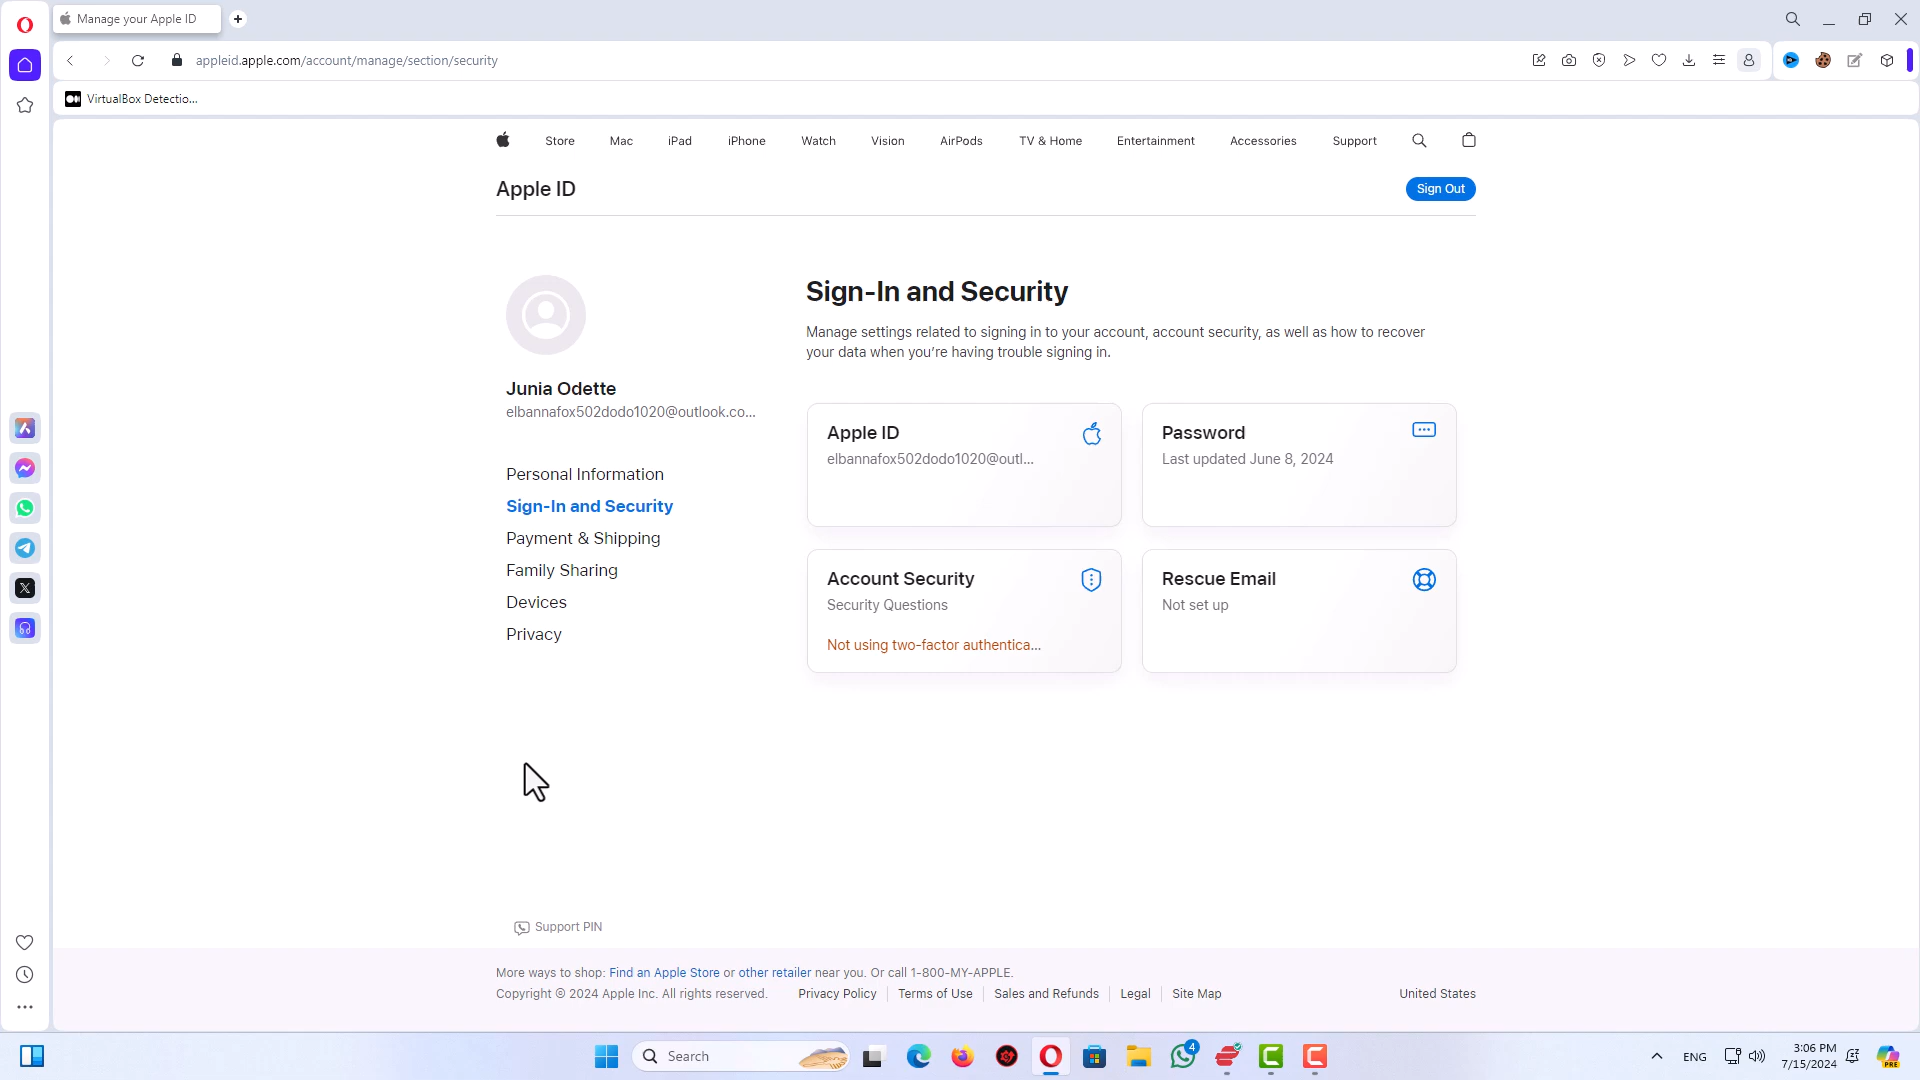 Manage your Apple ID
appleid.apple.com/account/manage/section/security
VirtualBox Detectio...
Store Mac iPad iPhone Watch Vision AirPods TV & Home Entertainment Accessories Support
Apple ID
Sign Out
Junia Odette
elbannafox502dodo1020@outlook.co...
Personal Information
Sign-In and Security
Payment & Shipping
Family Sharing
Devices
Privacy
Sign-In and Security
Manage settings related to signing in to your account, account security, as well as how to recover
your data when you're having trouble signing in.
Apple ID
elbannafox502dodo1020@outl...
Password
Last updated June 8, 2024
Account Security
Security Questions
Not using two-factor authentica...
Rescue Email
Not set up
Support PIN
More ways to shop: Find an Apple Store or other retailer near you. Or call 1-800-MY-APPLE.
Copyright © 2024 Apple Inc. All rights reserved. Privacy Policy Terms of Use Sales and Refunds Legal Site Map United States
Search
4
ENG
3:06 PM
7/15/2024
PRE